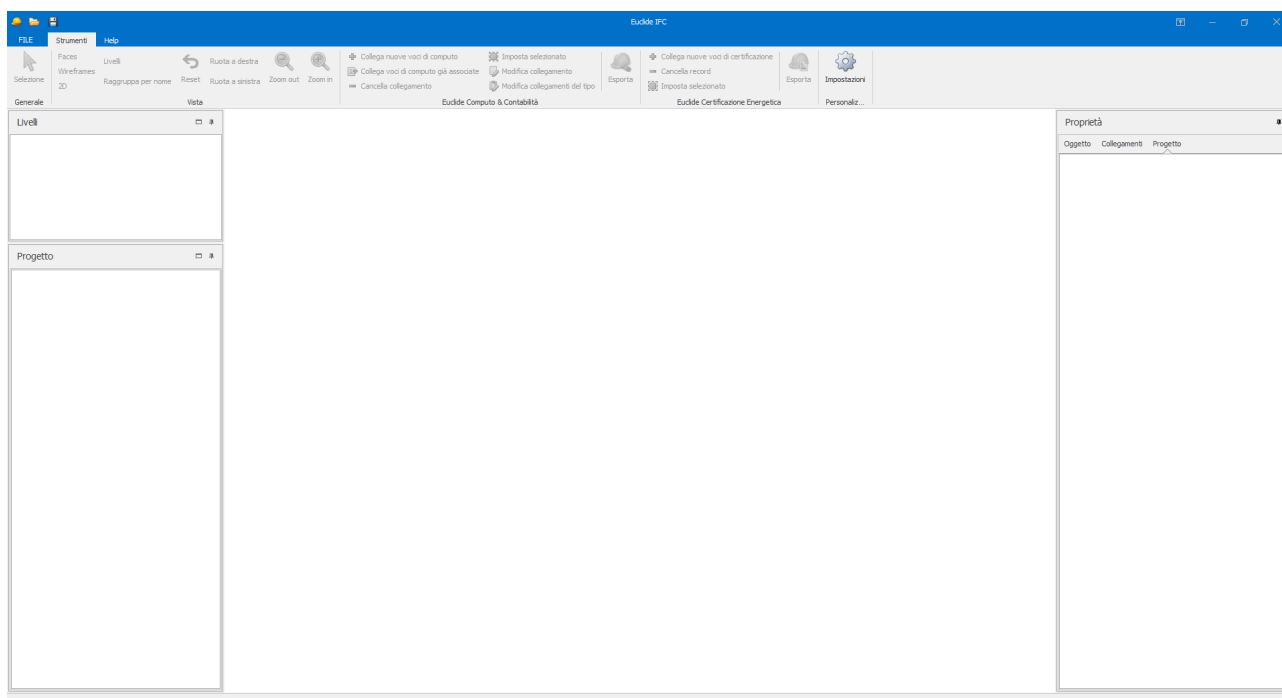 Euclide IFC
FILE Strumenti Help
Selezione
Faces
Wireframes
2D
Livelli
Raggruppa per nome
Reset
Ruota a destra
Ruota a sinistra
Zoom out
Zoom in
Collega nuove voci di computo
Collega voci di computo già associate
Cancella collegamento
Imposta selezionato
Modifica collegamento
Modifica collegamenti del tipo
Esporta
Collega nuove voci di certificazione
Cancella record
Imposta selezionato
Esporta
Impostazioni
Generale Vista Euclide Computo & Contabilità Euclide Certificazione Energetica Personaliz...
Livelli
Progetto
Proprietà
Oggetto Collegamenti Progetto